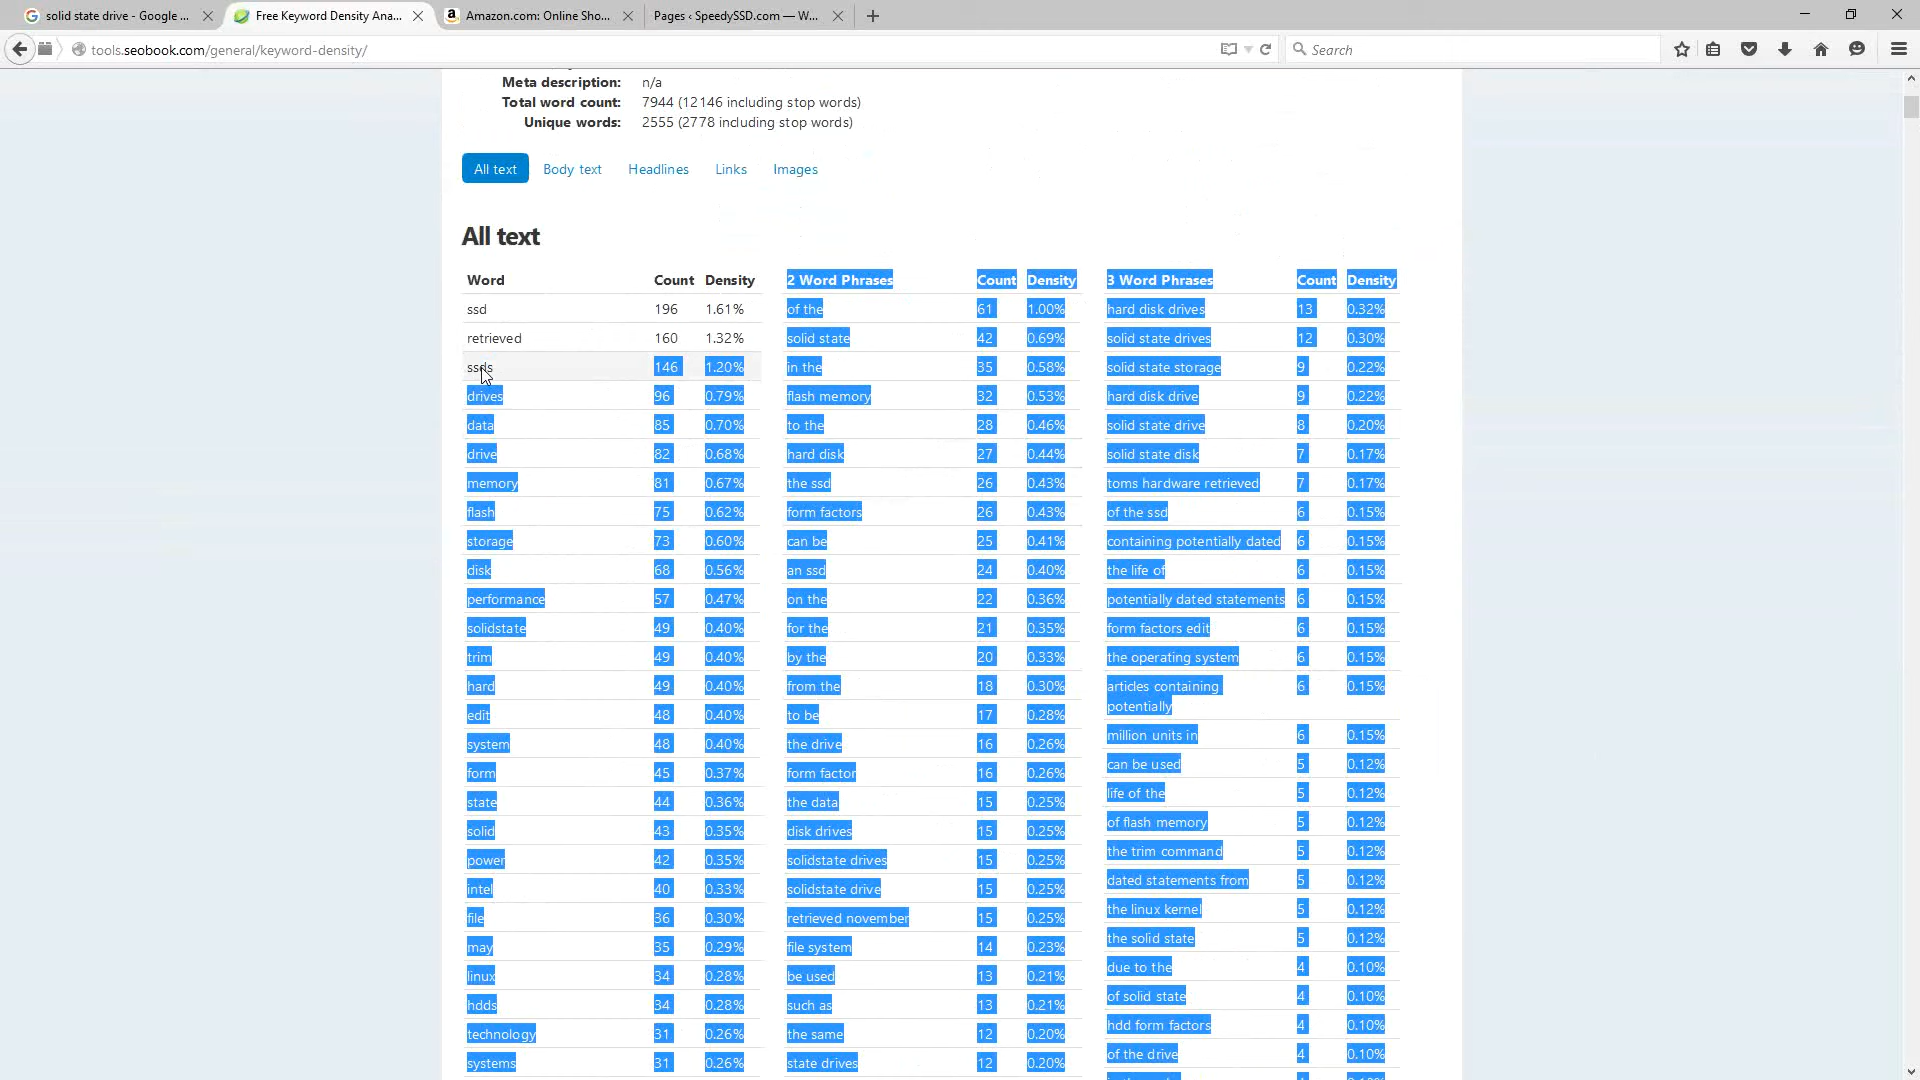 solid state drive - Google ...
Free Keyword Density Ana...
Amazon.com: Online Sho...
Pages ‹ SpeedySSD.com — W...
tools.seobook.com/general/keyword-density/
Search
Meta description: n/a
Total word count: 7944 (12146 including stop words)
Unique words: 2555 (2778 including stop words)
All text Body text Headlines Links Images
All text
Word Count Density 2 Word Phrases Count Density 3 Word Phrases Count Density
ssd 196 1.61% of the 61 1.00% hard disk drives 13 0.32%
retrieved 160 1.32% solid state 42 0.69% solid state drives 12 0.30%
ssds 146 1.20% in the 35 0.58% solid state storage 9 0.22%
drives 96 0.79% flash memory 32 0.53% hard disk drive 9 0.22%
data 85 0.70% to the 28 0.46% solid state drive 8 0.20%
drive 82 0.68% hard disk 27 0.44% solid state disk 7 0.17%
memory 81 0.67% the ssd 26 0.43% toms hardware retrieved 7 0.17%
flash 75 0.62% form factors 26 0.43% of the ssd 6 0.15%
storage 73 0.60% can be 25 0.41% containing potentially dated 6 0.15%
disk 68 0.56% an ssd 24 0.40% the life of 6 0.15%
performance 57 0.47% on the 22 0.36% potentially dated statements 6 0.15%
solidstate 49 0.40% for the 21 0.35% form factors edit 6 0.15%
trim 49 0.40% by the 20 0.33% the operating system 6 0.15%
hard 49 0.40% from the 18 0.30% articles containing 6 0.15%
potentially
edit 48 0.40% to be 17 0.28%
million units in 6 0.15%
system 48 0.40% the drive 16 0.26%
can be used 5 0.12%
form 45 0.37% form factor 16 0.26%
life of the 5 0.12%
state 44 0.36% the data 15 0.25%
of flash memory 5 0.12%
solid 43 0.35% disk drives 15 0.25%
the trim command 5 0.12%
power 42 0.35% solidstate drives 15 0.25%
dated statements from 5 0.12%
intel 40 0.33% solidstate drive 15 0.25%
the linux kernel 5 0.12%
file 36 0.30% retrieved november 15 0.25%
the solid state 5 0.12%
may 35 0.29% file system 14 0.23%
due to the 4 0.10%
linux 34 0.28% be used 13 0.21%
of solid state 4 0.10%
hdds 34 0.28% such as 13 0.21%
hdd form factors 4 0.10%
technology 31 0.26% the same 12 0.20%
of the drive 4 0.10%
systems 31 0.26% state drives 12 0.20%